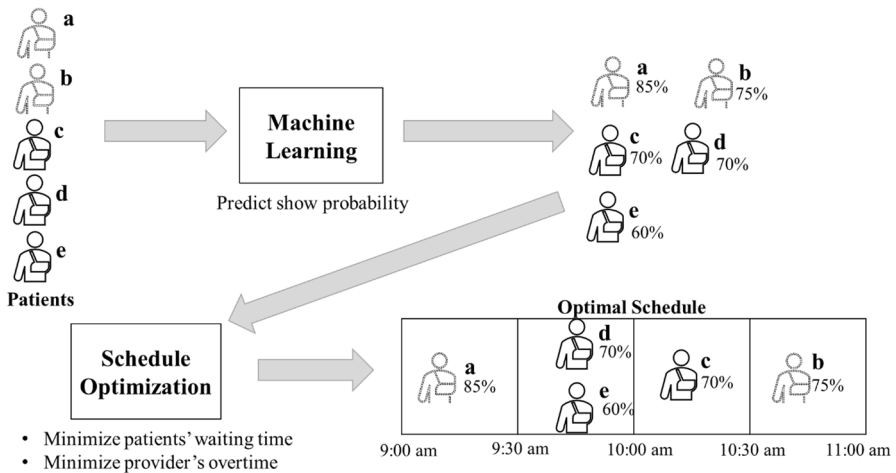 a
b
c
d
e
Patients
Machine
Learning
Predict show probability
a
85%
b
75%
c
70%
d
70%
e
60%
Schedule
Optimization
• Minimize patients' waiting time
• Minimize provider's overtime
Optimal Schedule
a
85%
d
70%
e
60%
c
70%
b
75%
9:00 am 9:30 am 10:00 am 10:30 am 11:00 am